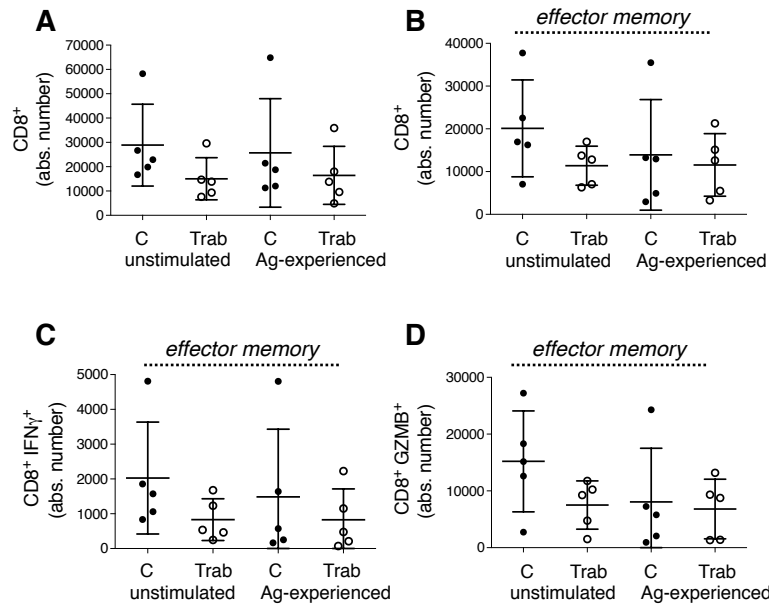 A
CD8+
(abs. number)
70000
60000
50000
40000
30000
20000
10000
0
C Trab C Trab
unstimulated Ag-experienced
B
effector memory
CD8+
(abs. number)
40000
30000
20000
10000
0
C Trab C Trab
unstimulated Ag-experienced
C
effector memory
CD8+ IFNγ+
(abs. number)
5000
4000
3000
2000
1000
0
C Trab C Trab
unstimulated Ag-experienced
D
effector memory
CD8+ GZMB+
(abs. number)
30000
20000
10000
0
C Trab C Trab
unstimulated Ag-experienced